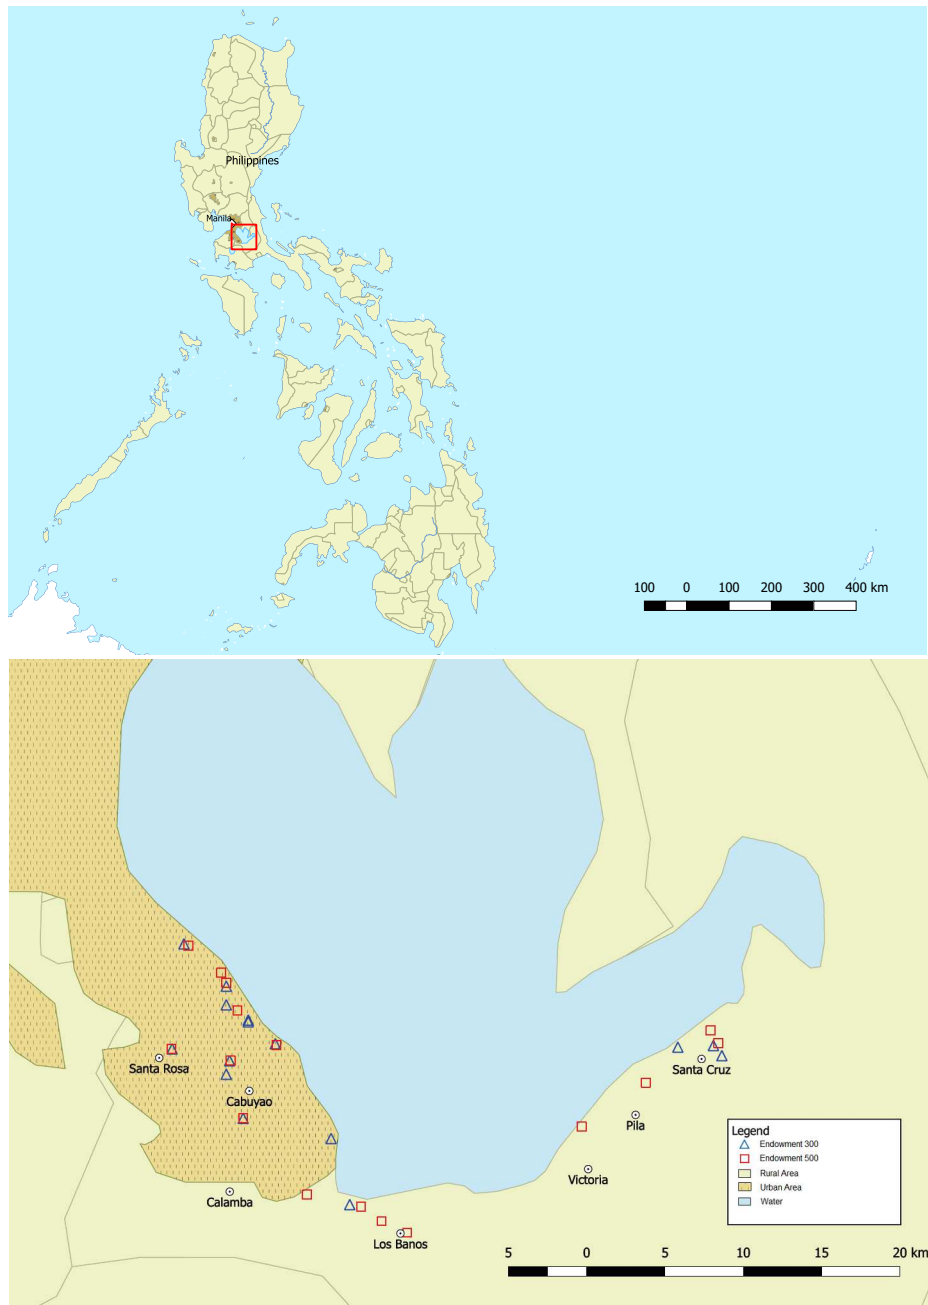 Philippines
Manila
100 0 100 200 300 400 km
Santa Rosa
Cabuyao
Calamba
Los Banos
Victoria
Pila
Santa Cruz
Legend
Endowment 300
Endowment 500
Rural Area
Urban Area
Water
5 0 5 10 15 20 km